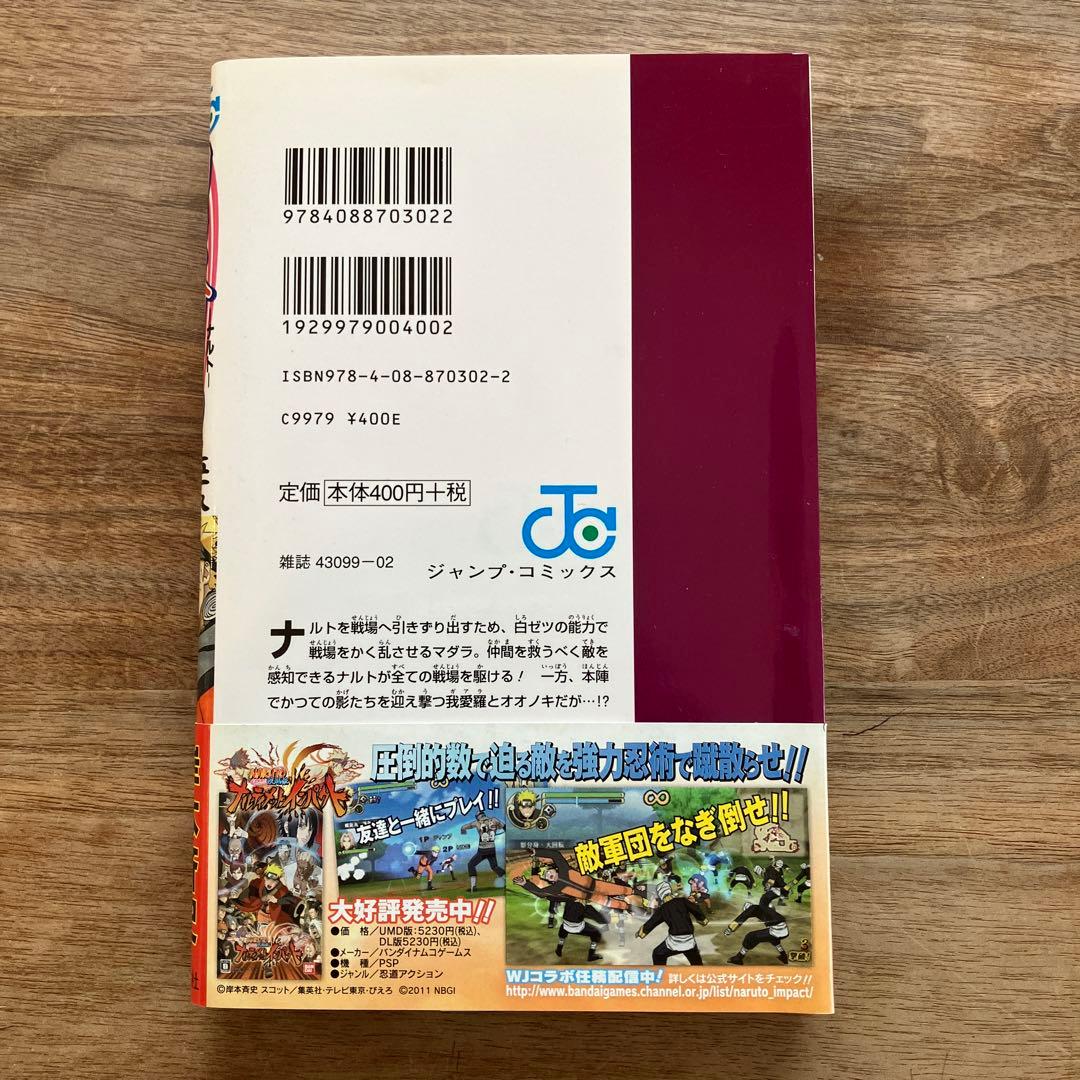 9784088703022
1929979004002
ISBN978-4-08-870302-2
C9979 ¥400E
定価 本体400円+税
雑誌 43099-02
ジャンプ・コミックス
ナルトを戦場へ引きずり出すため、白ゼツの能力で
戦場をかく乱させるマダラ。仲間を救うべく敵を
感知できるナルトが全ての戦場を駆ける! 一方、本陣
でかつての影たちを迎え撃つ我愛羅とオオノキだが…!?
圧倒的数で迫る敵を強力忍術で蹴散らせ!!
ナルティメットインパクト
友達と一緒にプレイ!!
敵軍団をなぎ倒せ!!
大好評発売中!!
●価 格/UMD版:5230円(税込)、
DL版5230円(税込)
●メーカー/バンダイナムコゲームス
●機 種/PSP
●ジャンル/忍道アクション
©岸本斉史 スコット/集英社・テレビ東京・ぴえろ ©2011 NBGI
WJコラボ任務配信中! 詳しくは公式サイトをチェック!!
http://www.bandaigames.channel.or.jp/list/naruto_impact/